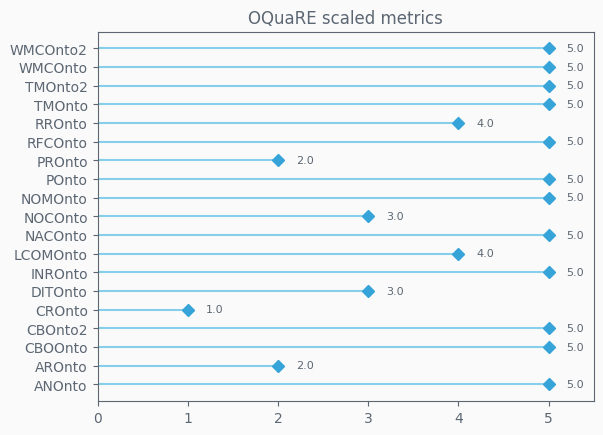 OQuaRE scaled metrics
WMCOnto2 5.0
WMCOnto 5.0
TMOnto2 5.0
TMOnto 5.0
RROnto 4.0
RFCOnto 5.0
PROnto 2.0
POnto 5.0
NOMOnto 5.0
NOCOnto 3.0
NACOnto 5.0
LCOMOnto 4.0
INROnto 5.0
DITOnto 3.0
CROnto 1.0
CBOnto2 5.0
CBOOnto 5.0
AROnto 2.0
ANOnto 5.0
0 1 2 3 4 5